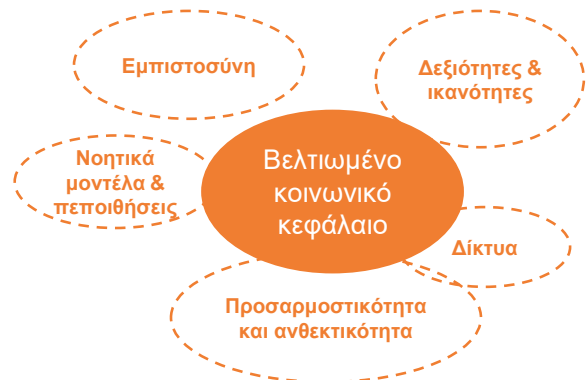 Εμπιστοσύνη
Δεξιότητες &
ικανότητες
Νοητικά
μοντέλα &
πεποιθήσεις
Βελτιωμένο
κοινωνικό
κεφάλαιο
Δίκτυα
Προσαρμοστικότητα
και ανθεκτικότητα